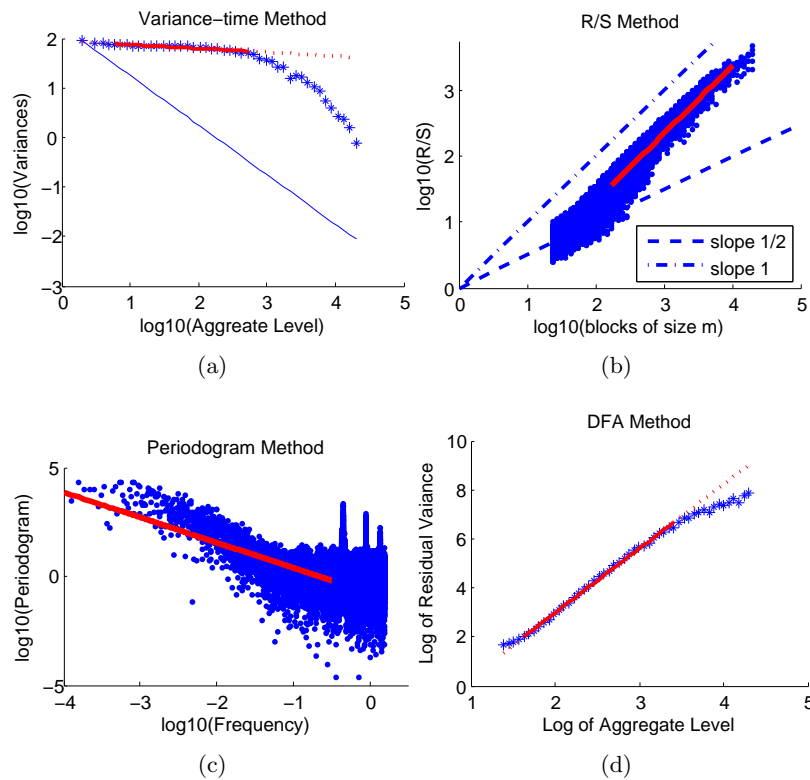 Variance-time Method
log10(Variances)
2
1
0
-1
-2
-3
0
1
2
3
4
5
log10(Aggreate Level)
(a)
R/S Method
log10(R/S)
3
2
1
0
slope 1/2
slope 1
0
1
2
3
4
5
log10(blocks of size m)
(b)
Periodogram Method
log10(Periodogram)
5
0
-5
-4
-3
-2
-1
0
log10(Frequency)
(c)
DFA Method
Log of Residual Vaiance
10
8
6
4
2
0
1
2
3
4
5
Log of Aggregate Level
(d)